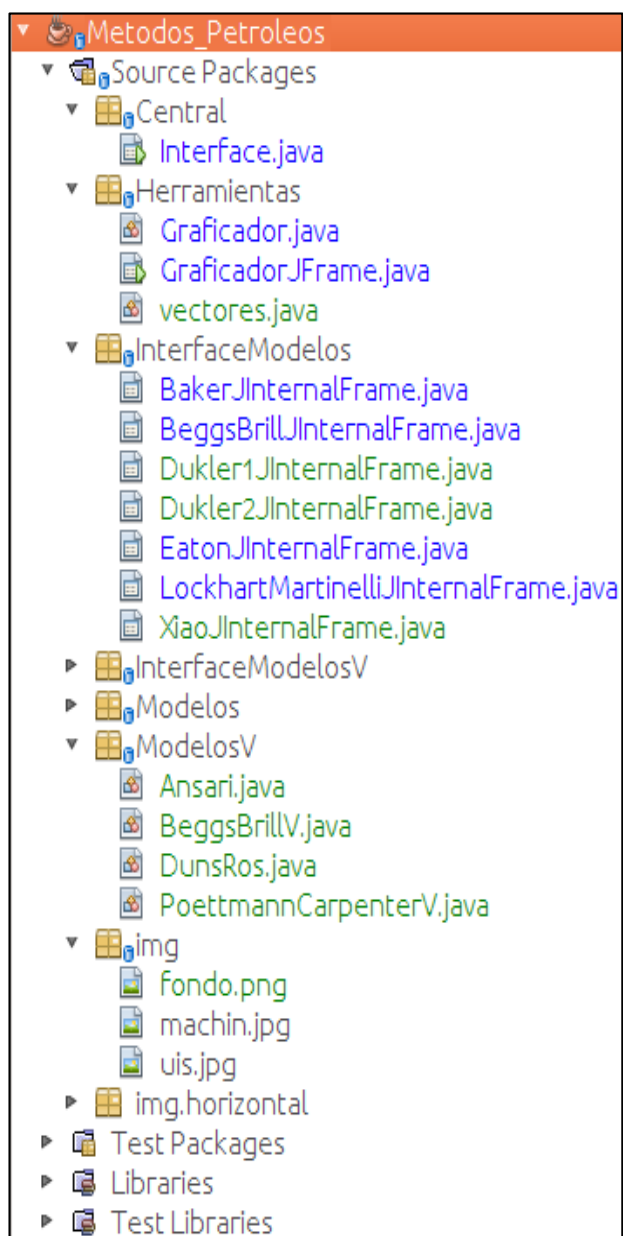 Metodos_Petroleos
Source Packages
Central
Interface.java
Herramientas
Graficador.java
GraficadorJFrame.java
vectores.java
InterfaceModelos
BakerJInternalFrame.java
BeggsBrillJInternalFrame.java
Dukler1JInternalFrame.java
Dukler2JInternalFrame.java
EatonJInternalFrame.java
LockhartMartinelliJInternalFrame.java
XiaoJInternalFrame.java
InterfaceModelosV
Modelos
ModelosV
Ansari.java
BeggsBrillV.java
DunsRos.java
PoettmannCarpenterV.java
img
fondo.png
machin.jpg
uis.jpg
img.horizontal
Test Packages
Libraries
Test Libraries